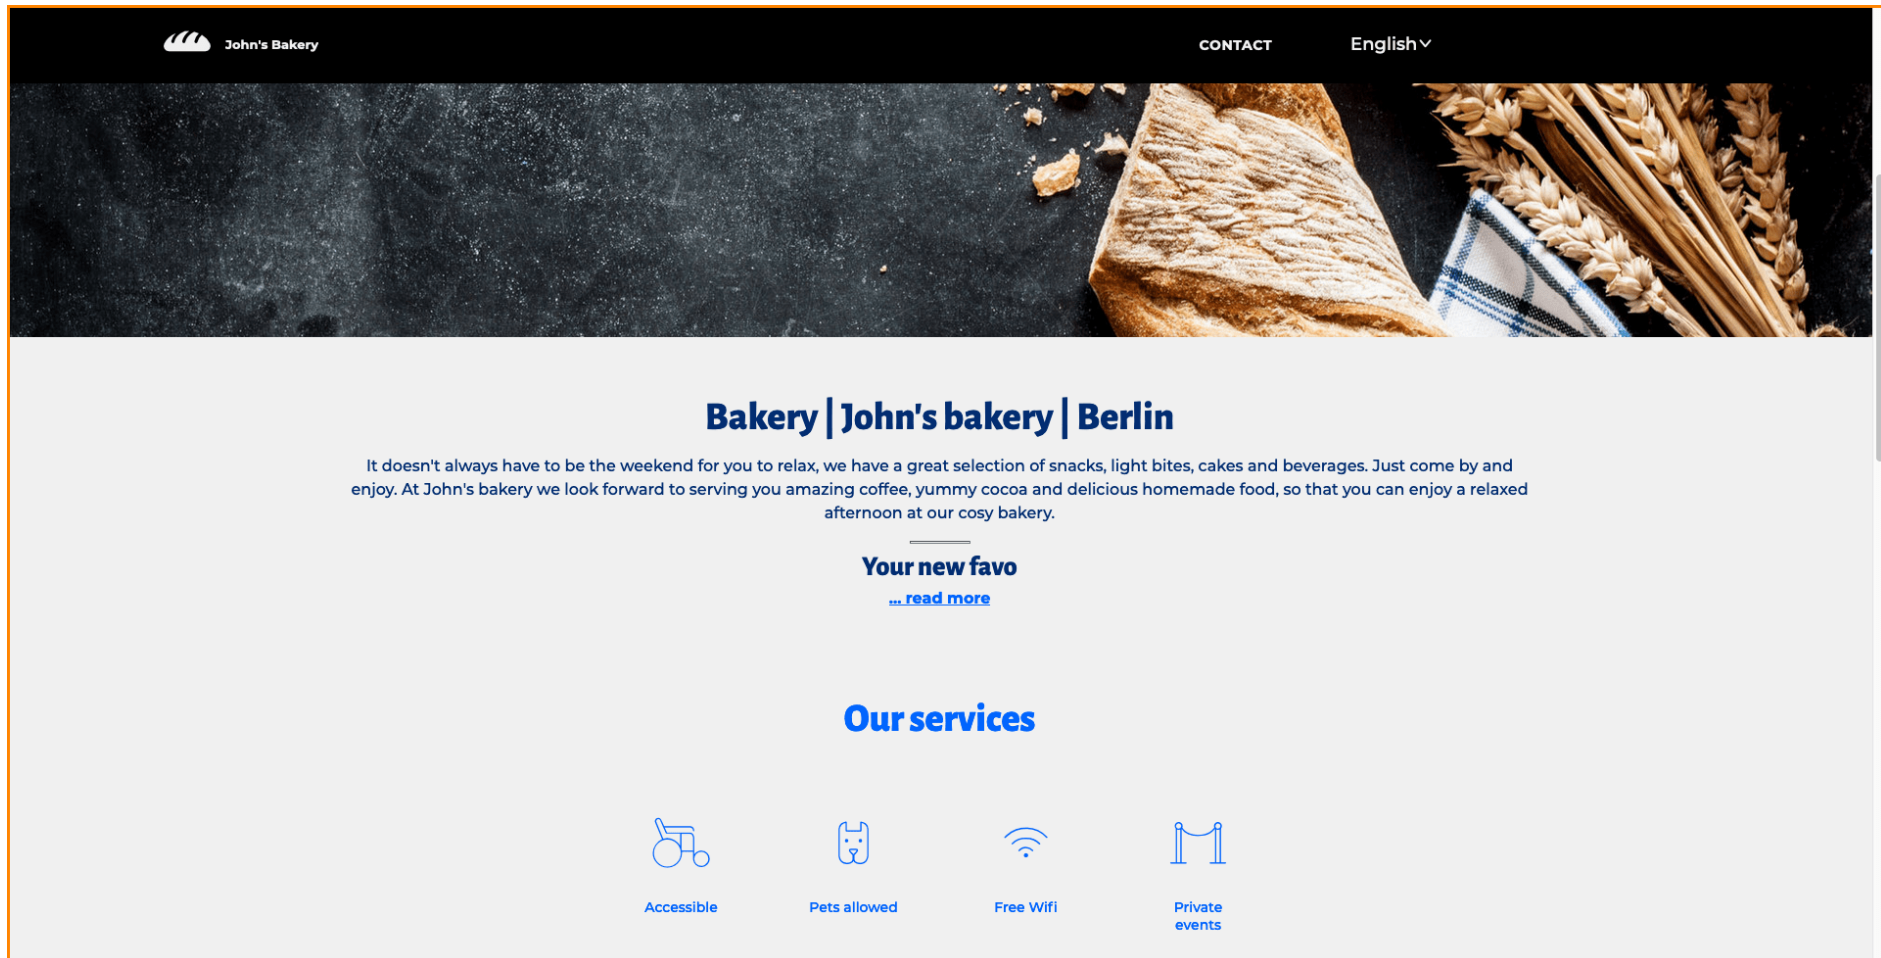 John's Bakery
CONTACT
English
Bakery | John's bakery | Berlin
It doesn't always have to be the weekend for you to relax, we have a great selection of snacks, light bites, cakes and beverages. Just come by and
enjoy. At John's bakery we look forward to serving you amazing coffee, yummy cocoa and delicious homemade food, so that you can enjoy a relaxed
afternoon at our cosy bakery.
Your new favo
... read more
Our services
Accessible
Pets allowed
Free Wifi
Private
events